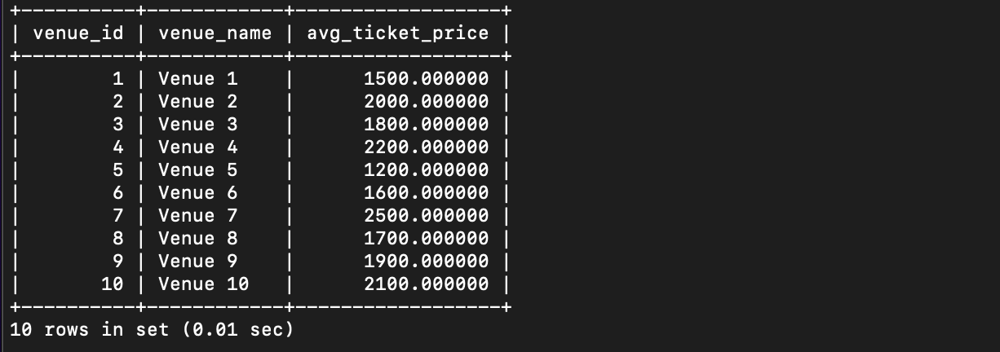 +----------+------------+------------------+
| venue_id | venue_name | avg_ticket_price |
+----------+------------+------------------+
|        1 | Venue 1    |      1500.000000 |
|        2 | Venue 2    |      2000.000000 |
|        3 | Venue 3    |      1800.000000 |
|        4 | Venue 4    |      2200.000000 |
|        5 | Venue 5    |      1200.000000 |
|        6 | Venue 6    |      1600.000000 |
|        7 | Venue 7    |      2500.000000 |
|        8 | Venue 8    |      1700.000000 |
|        9 | Venue 9    |      1900.000000 |
|       10 | Venue 10   |      2100.000000 |
+----------+------------+------------------+
10 rows in set (0.01 sec)